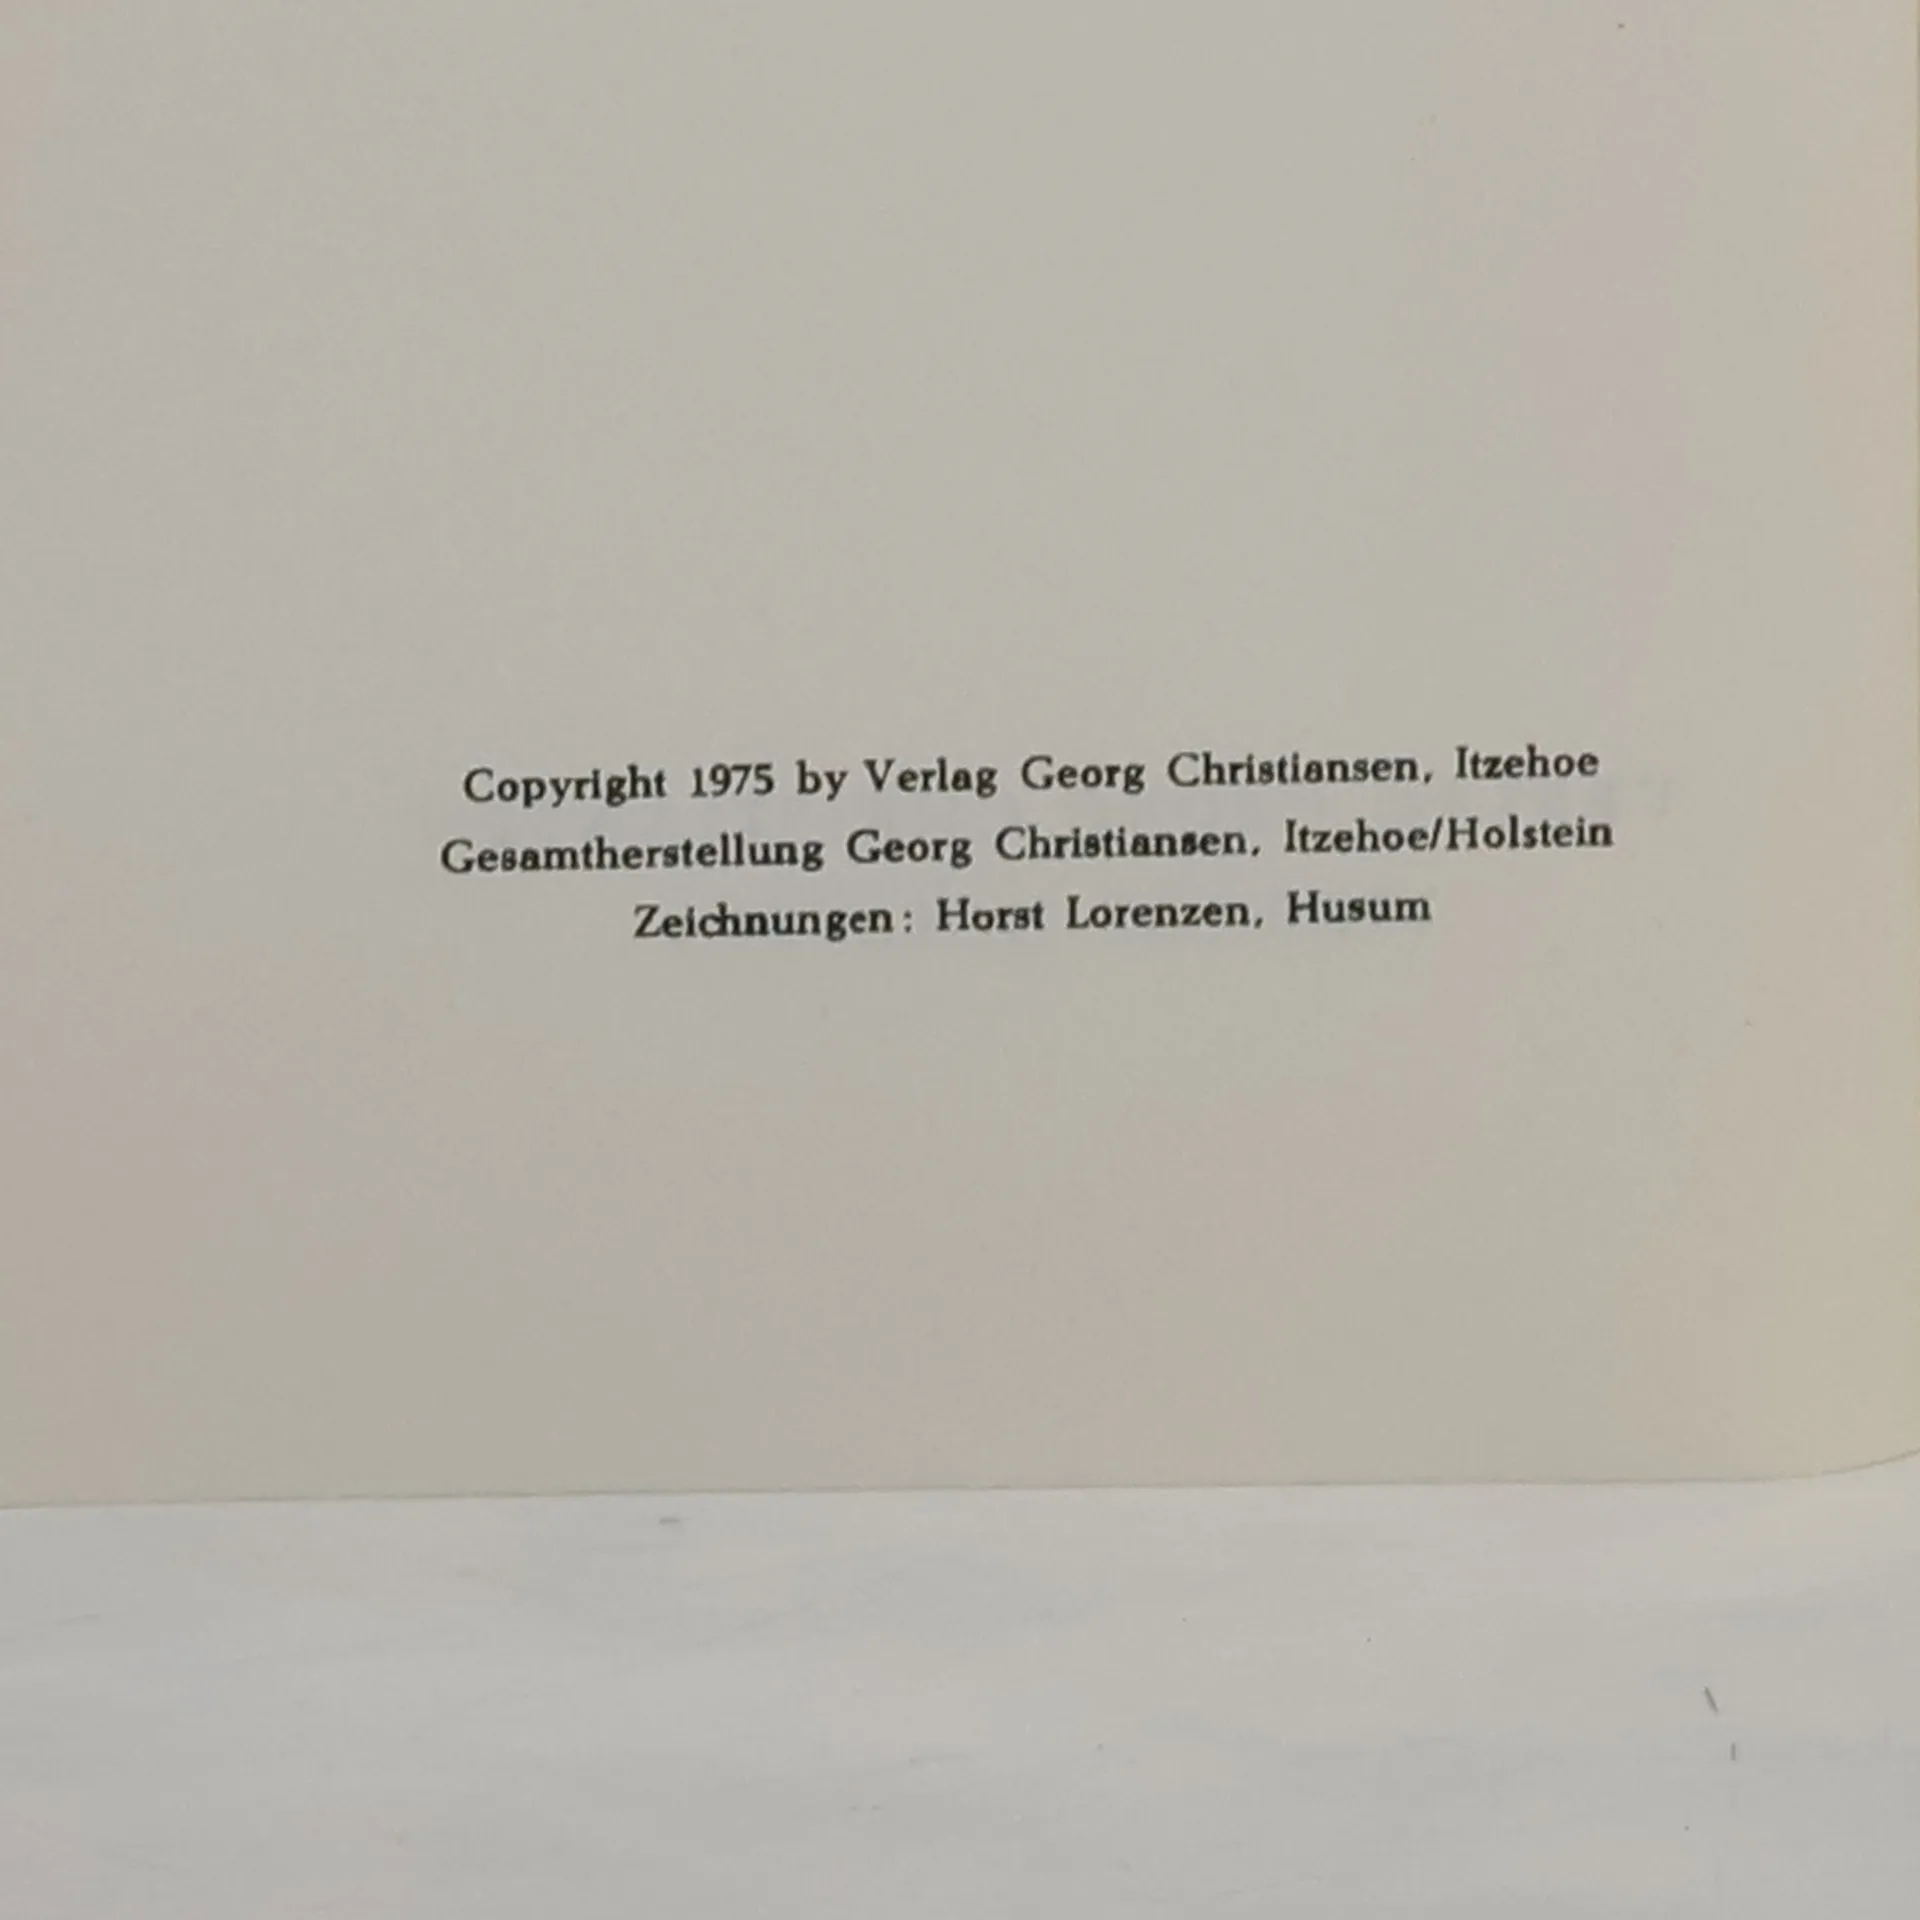 Copyright 1975 by Verlag Georg Christiansen, Itzehoe
Gesamtherstellung Georg Christiansen, Itzehoe/Holstein
Zeichnungen: Horst Lorenzen, Husum